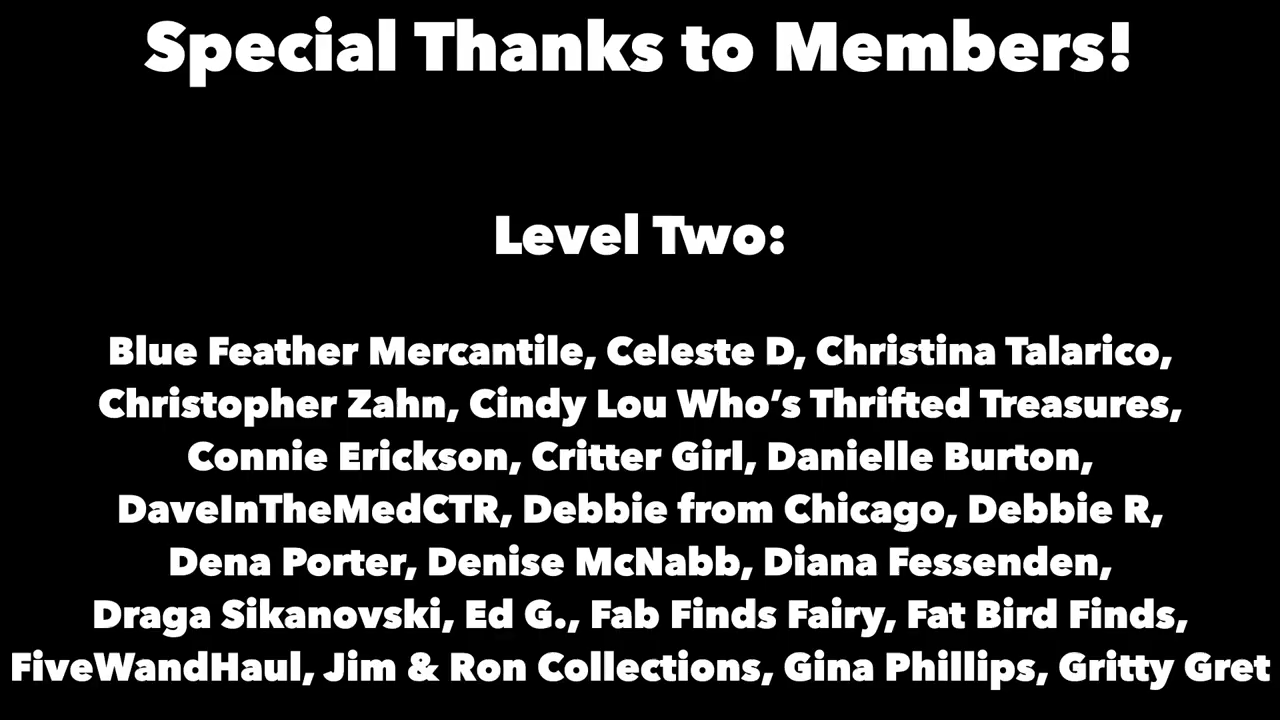 Special Thanks to Members!
Level Two:
Blue Feather Mercantile, Celeste D, Christina Talarico,
Christopher Zahn, Cindy Lou Who’s Thrifted Treasures,
Connie Erickson, Critter Girl, Danielle Burton,
DaveInTheMedCTR, Debbie from Chicago, Debbie R,
Dena Porter, Denise McNabb, Diana Fessenden,
Draga Sikanovski, Ed G., Fab Finds Fairy, Fat Bird Finds,
FiveWandHaul, Jim & Ron Collections, Gina Phillips, Gritty Gret